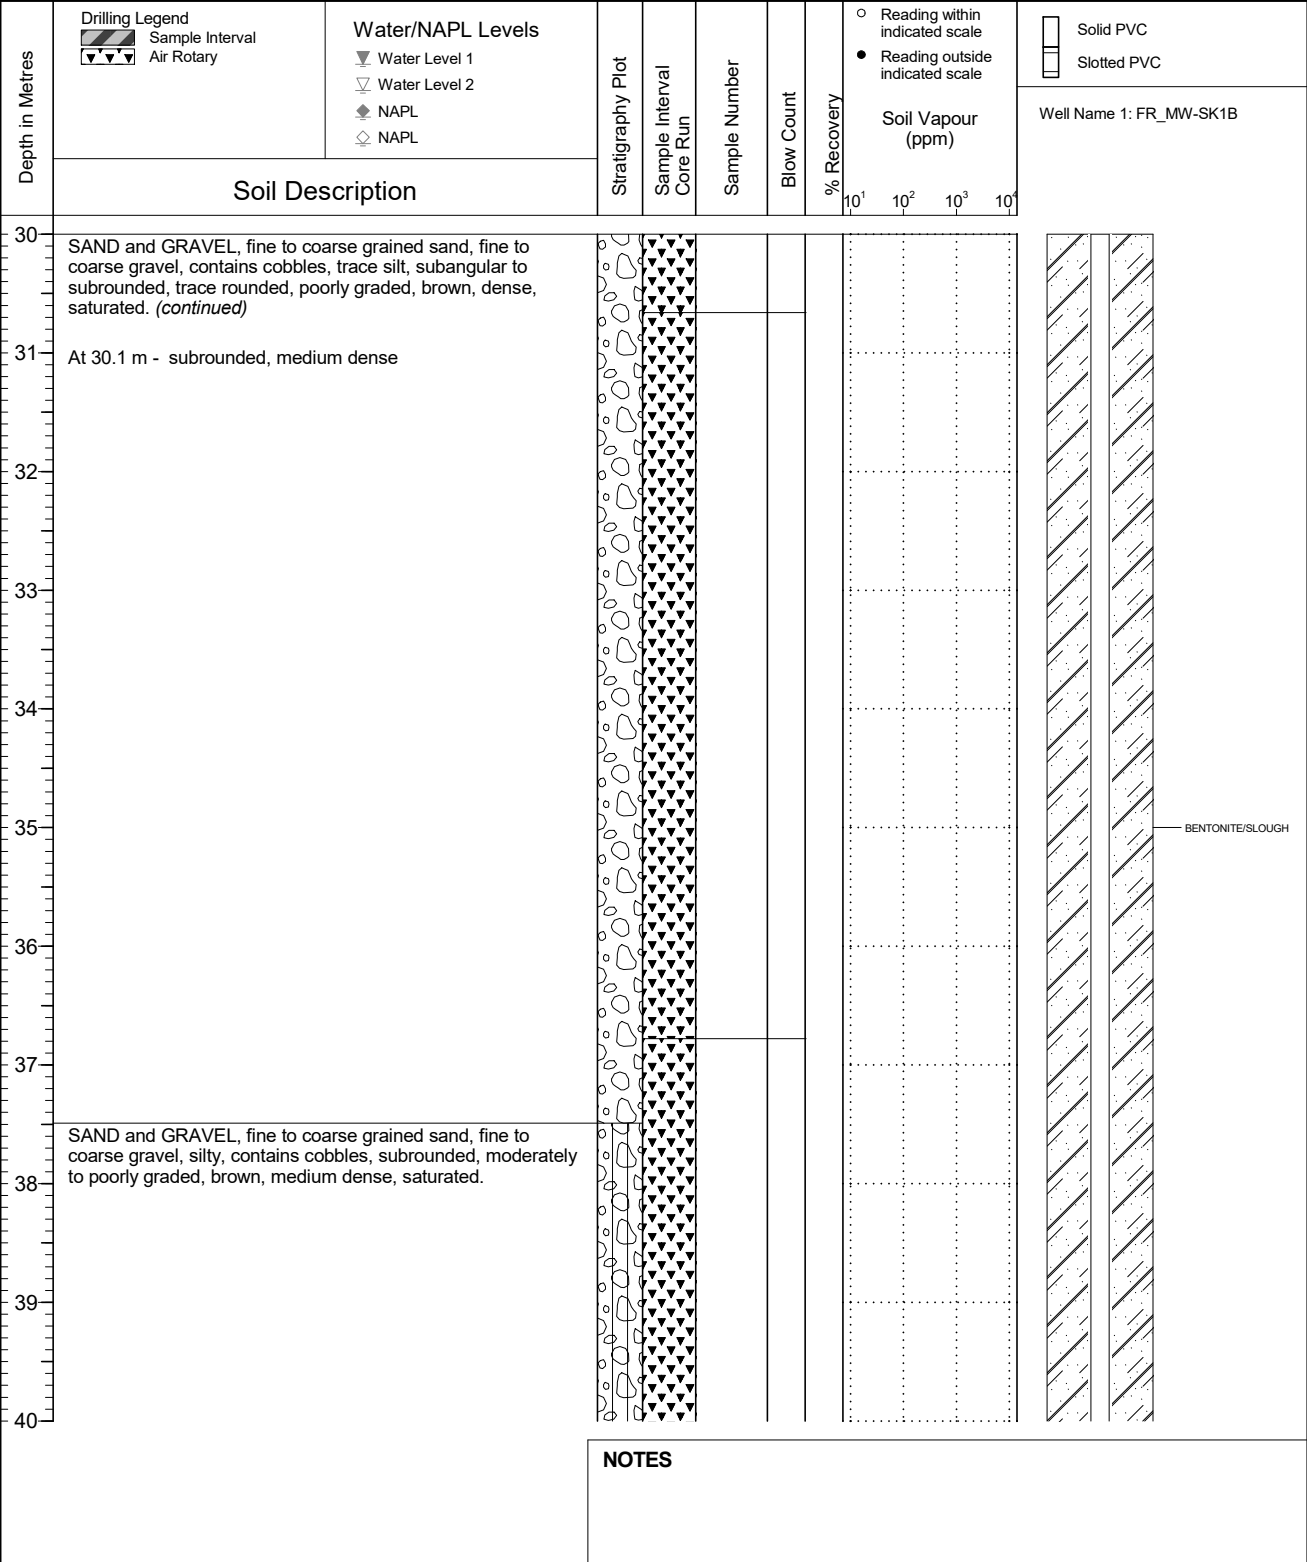 Depth in Metres
Drilling Legend
Sample Interval
Air Rotary
Water/NAPL Levels
Water Level 1
Water Level 2
NAPL
NAPL
Soil Description
Stratigraphy Plot
Sample Interval
Core Run
Sample Number
Blow Count
% Recovery
Reading within
indicated scale
Reading outside
indicated scale
Soil Vapour
(ppm)
10¹ 10² 10³ 10⁴
Solid PVC
Slotted PVC
Well Name 1: FR_MW-SK1B
30
SAND and GRAVEL, fine to coarse grained sand, fine to
coarse gravel, contains cobbles, trace silt, subangular to
subrounded, trace rounded, poorly graded, brown, dense,
saturated. (continued)
31
At 30.1 m - subrounded, medium dense
32
33
34
35
BENTONITE/SLOUGH
36
37
SAND and GRAVEL, fine to coarse grained sand, fine to
coarse gravel, silty, contains cobbles, subrounded, moderately
to poorly graded, brown, medium dense, saturated.
38
39
40
NOTES